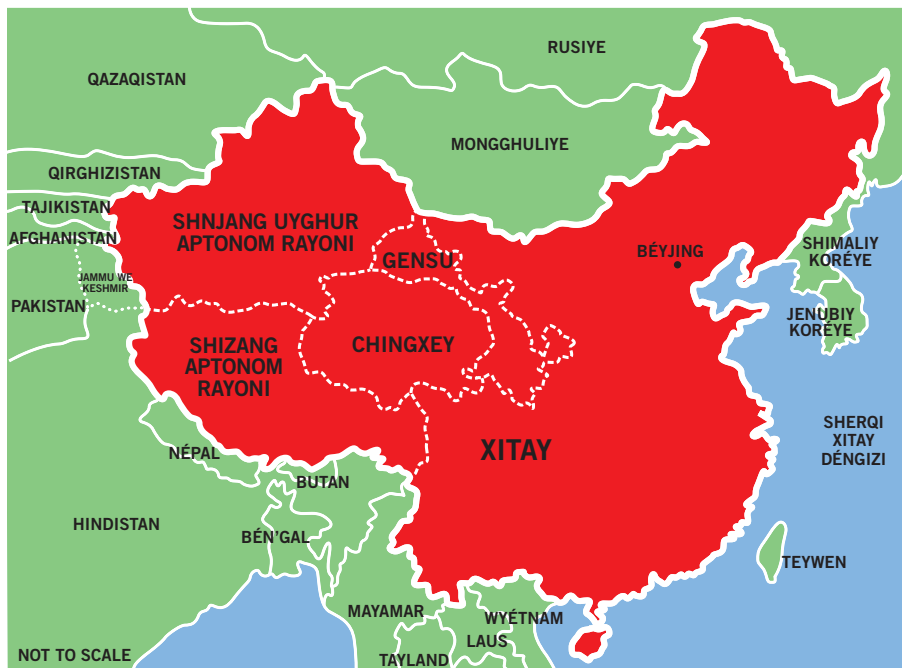 RUSIYE
QAZAQISTAN
MONGGHULIYE
QIRGHIZISTAN
TAJIKISTAN
SHNJANG UYGHUR
APTONOM RAYONI
AFGHANISTAN
GENSU
BÉYJING
SHIMALIY
KORÉYE
JAMMU WE
KESHMIR
PAKISTAN
JENUBIY
KORÉYE
SHIZANG
APTONOM
RAYONI
CHINGXEY
XITAY
SHERQI
XITAY
DÉNGIZI
NÉPAL
BUTAN
HINDISTAN
BÉN'GAL
TEYWEN
MAYAMAR
WYÉTNAM
LAUS
TAYLAND
NOT TO SCALE